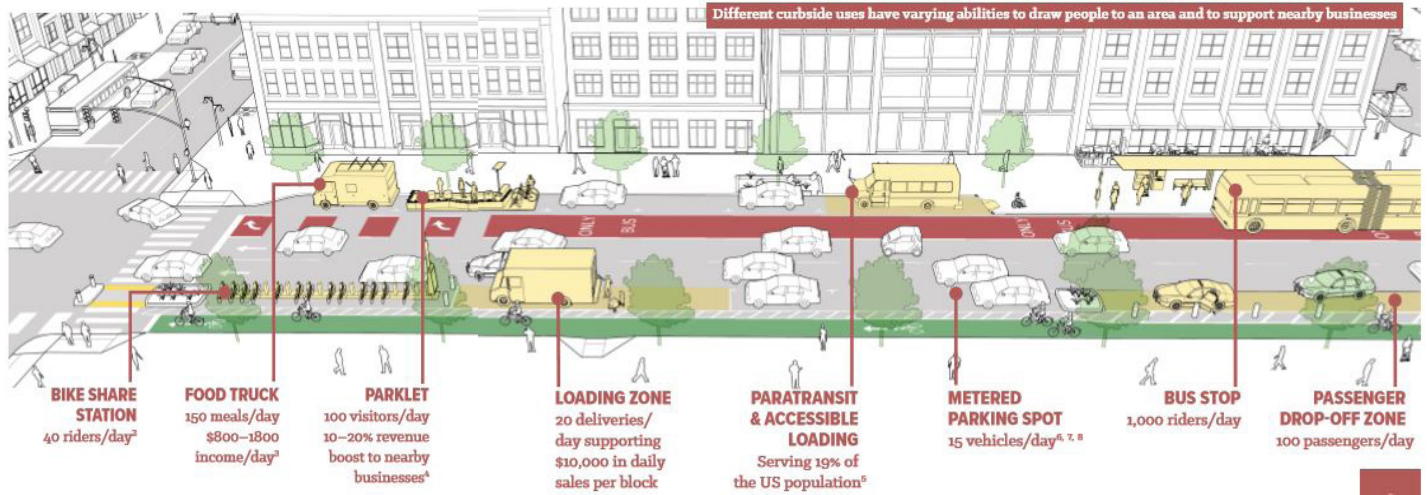 Different curbside uses have varying abilities to draw people to an area and to support nearby businesses
ONLY
BUS
ONLY
BUS
BIKE SHARE
STATION
40 riders/day²
FOOD TRUCK
150 meals/day
$800–1800
income/day³
PARKLET
100 visitors/day
10–20% revenue
boost to nearby
businesses⁴
LOADING ZONE
20 deliveries/
day supporting
$10,000 in daily
sales per block
PARATRANSIT
& ACCESSIBLE
LOADING
Serving 19% of
the US population⁵
METERED
PARKING SPOT
15 vehicles/day⁶, ⁷, ⁸
BUS STOP
1,000 riders/day
PASSENGER
DROP-OFF ZONE
100 passengers/day